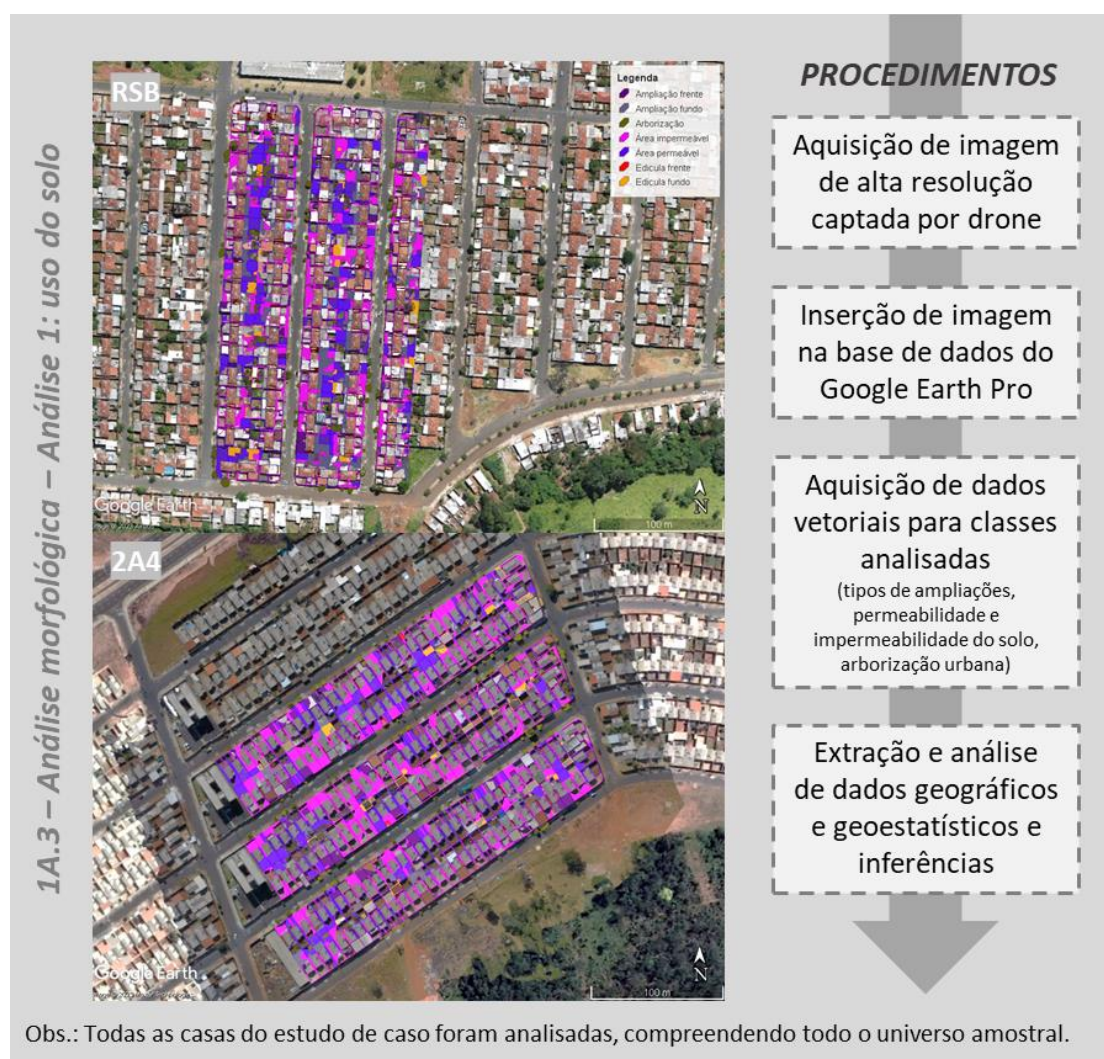 1A.3 – Análise morfológica – Análise 1: uso do solo
RSB
Legenda
Ampliação frente
Ampliação fundo
Arborização
Área impermeável
Área permeável
Edícula frente
Edícula fundo
Google Earth
N
100 m
2A4
Google Earth
N
100 m
PROCEDIMENTOS
Aquisição de imagem
de alta resolução
captada por drone
Inserção de imagem
na base de dados do
Google Earth Pro
Aquisição de dados
vetoriais para classes
analisadas
(tipos de ampliações,
permeabilidade e
impermeabilidade do solo,
arborização urbana)
Extração e análise
de dados geográficos
e geoestatísticos e
inferências
Obs.: Todas as casas do estudo de caso foram analisadas, compreendendo todo o universo amostral.